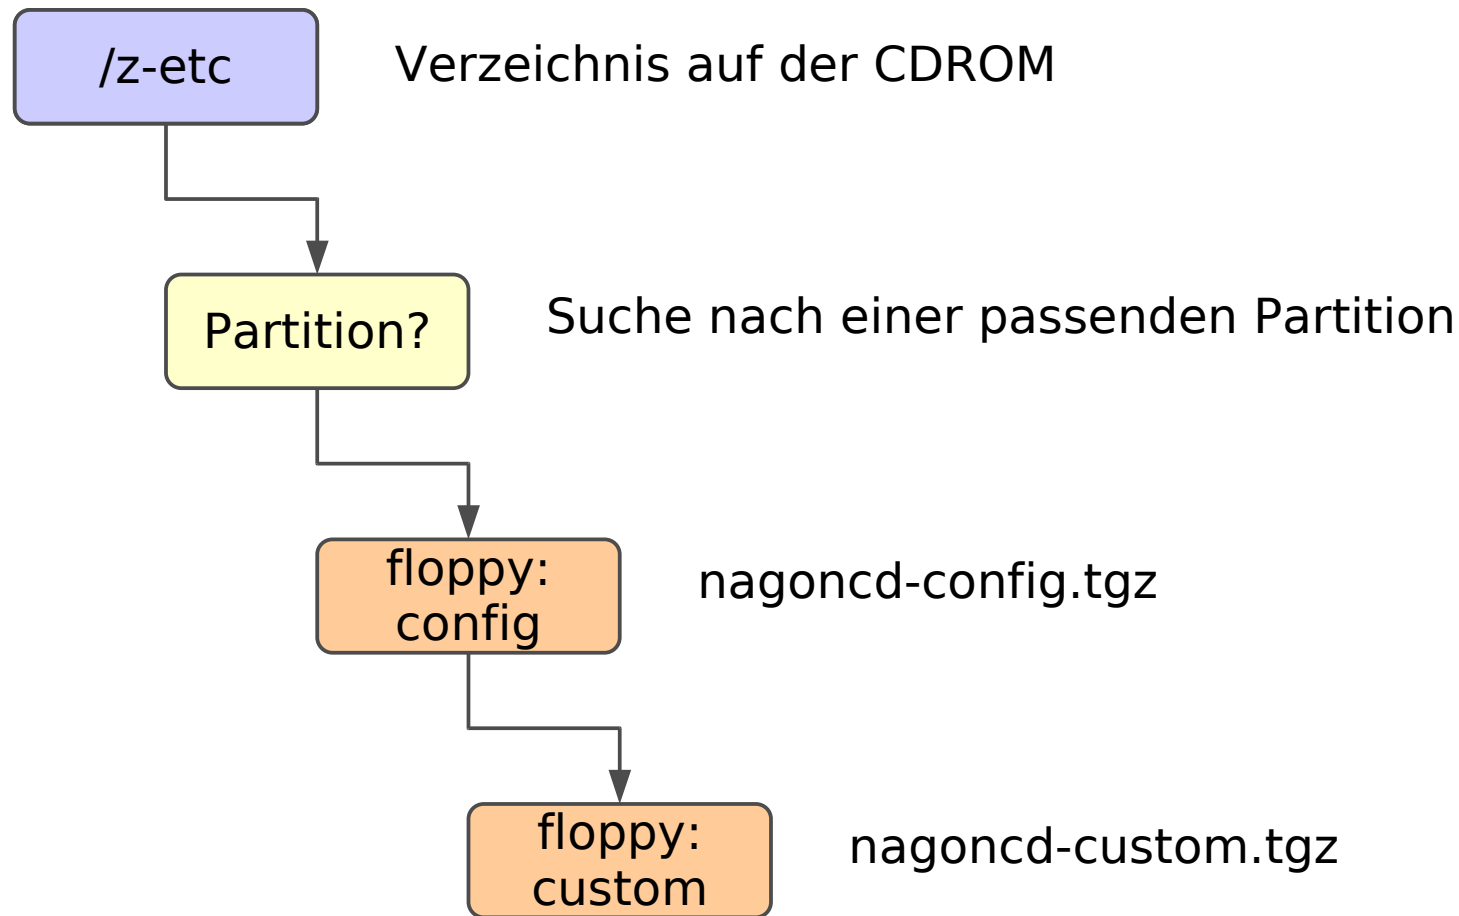 /z-etc
Verzeichnis auf der CDROM
Partition?
Suche nach einer passenden Partition
floppy:
config
nagoncd-config.tgz
floppy:
custom
nagoncd-custom.tgz